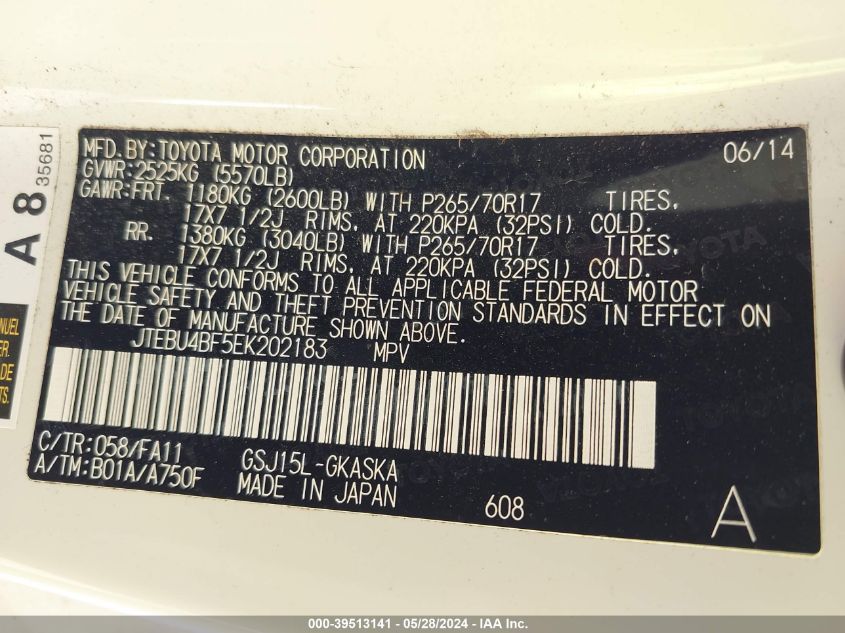 A 8 35681
MFD.BY:TOYOTA MOTOR CORPORATION 06/14
GVWR:2525KG (5570LB)
GAWR:FRT. 1180KG (2600LB) WITH P265/70R17 TIRES,
17X7 1/2J RIMS, AT 220KPA (32PSI) COLD.
RR. 1380KG (3040LB) WITH P265/70R17 TIRES,
17X7 1/2J RIMS, AT 220KPA (32PSI) COLD.
THIS VEHICLE CONFORMS TO ALL APPLICABLE FEDERAL MOTOR
VEHICLE SAFETY AND THEFT PREVENTION STANDARDS IN EFFECT ON
THE DATE OF MANUFACTURE SHOWN ABOVE.
JTEBU4BF5EK202183 MPV
C/TR:058/FA11
A/TM:B01A/A750F
GSJ15L-GKASKA
MADE IN JAPAN
608
A
NUEL
ER.
DE
TS.
000-39513141 - 05/28/2024 - IAA Inc.